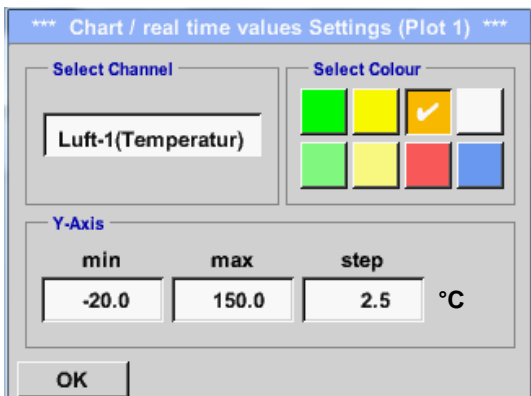 *** Chart / real time values Settings (Plot 1) ***
Select Channel
Luft-1(Temperatur)
Select Colour
Y-Axis
min max step
-20.0 150.0 2.5 °C
OK